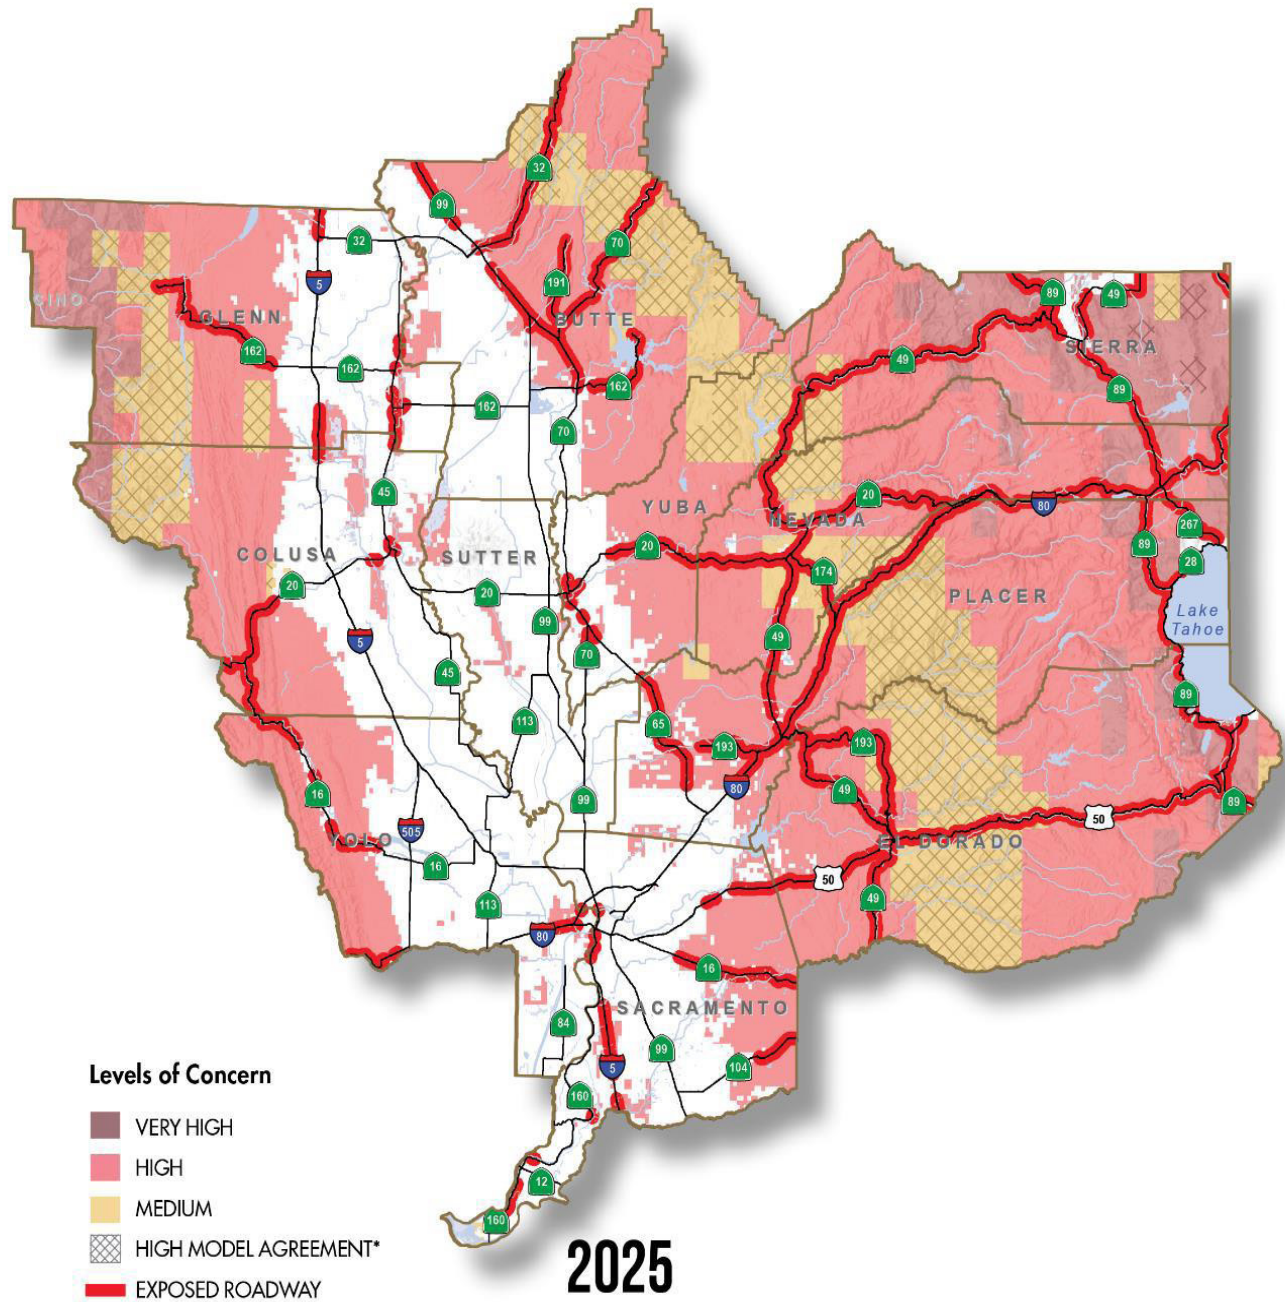 32
99
32
70
5
191
CINO
GLENN
BUTTE
89
49
SIERRA
162
162
49
162
162
89
70
45
20
80
YUBA
NEVADA
267
COLUSA
SUTTER
20
89
28
174
20
20
PLACER
99
Lake
Tahoe
5
49
70
45
89
113
65
193
193
80
49
16
99
89
50
505
YOLO
EL DORADO
16
50
113
49
80
16
SACRAMENTO
84
99
5
104
160
12
160
Levels of Concern
VERY HIGH
HIGH
MEDIUM
HIGH MODEL AGREEMENT*
EXPOSED ROADWAY
2025